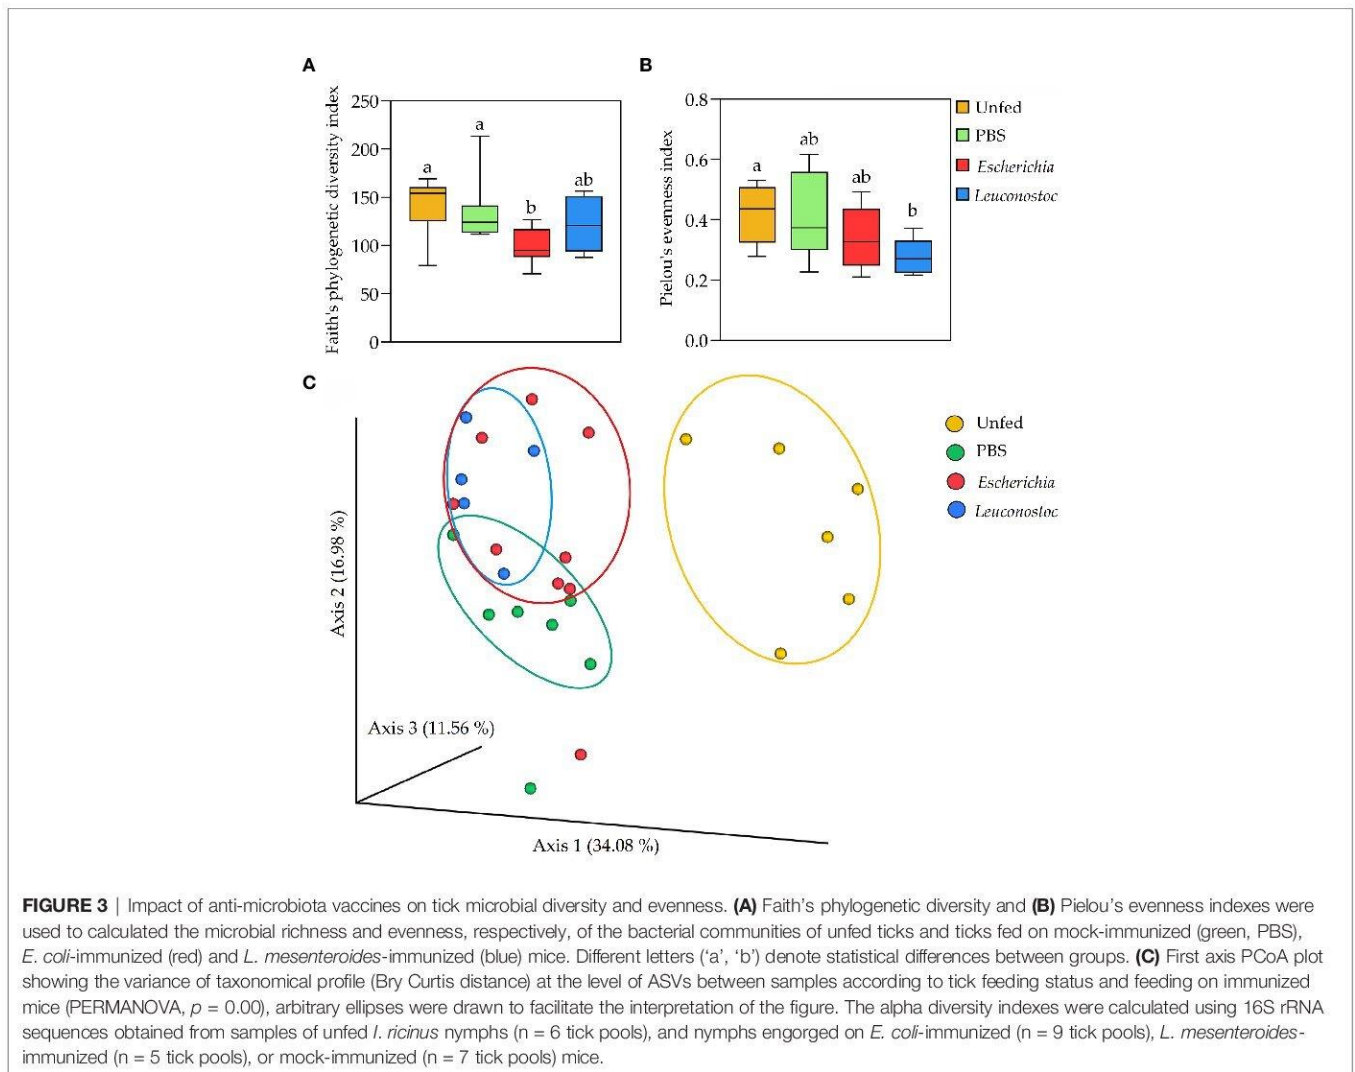 A
B
Faith's phylogenetic diversity index
250
200
150
100
50
0
a
a
b
ab
Pielou's evenness index
0.8
0.6
0.4
0.2
0.0
a
ab
ab
b
Unfed
PBS
Escherichia
Leuconostoc
C
Axis 2 (16.98 %)
Axis 3 (11.56 %)
Axis 1 (34.08 %)
Unfed
PBS
Escherichia
Leuconostoc
FIGURE 3 | Impact of anti-microbiota vaccines on tick microbial diversity and evenness. (A) Faith's phylogenetic diversity and (B) Pielou's evenness indexes were
used to calculated the microbial richness and evenness, respectively, of the bacterial communities of unfed ticks and ticks fed on mock-immunized (green, PBS),
E. coli-immunized (red) and L. mesenteroides-immunized (blue) mice. Different letters ('a', 'b') denote statistical differences between groups. (C) First axis PCoA plot
showing the variance of taxonomical profile (Bry Curtis distance) at the level of ASVs between samples according to tick feeding status and feeding on immunized
mice (PERMANOVA, p = 0.00), arbitrary ellipses were drawn to facilitate the interpretation of the figure. The alpha diversity indexes were calculated using 16S rRNA
sequences obtained from samples of unfed I. ricinus nymphs (n = 6 tick pools), and nymphs engorged on E. coli-immunized (n = 9 tick pools), L. mesenteroides-
immunized (n = 5 tick pools), or mock-immunized (n = 7 tick pools) mice.